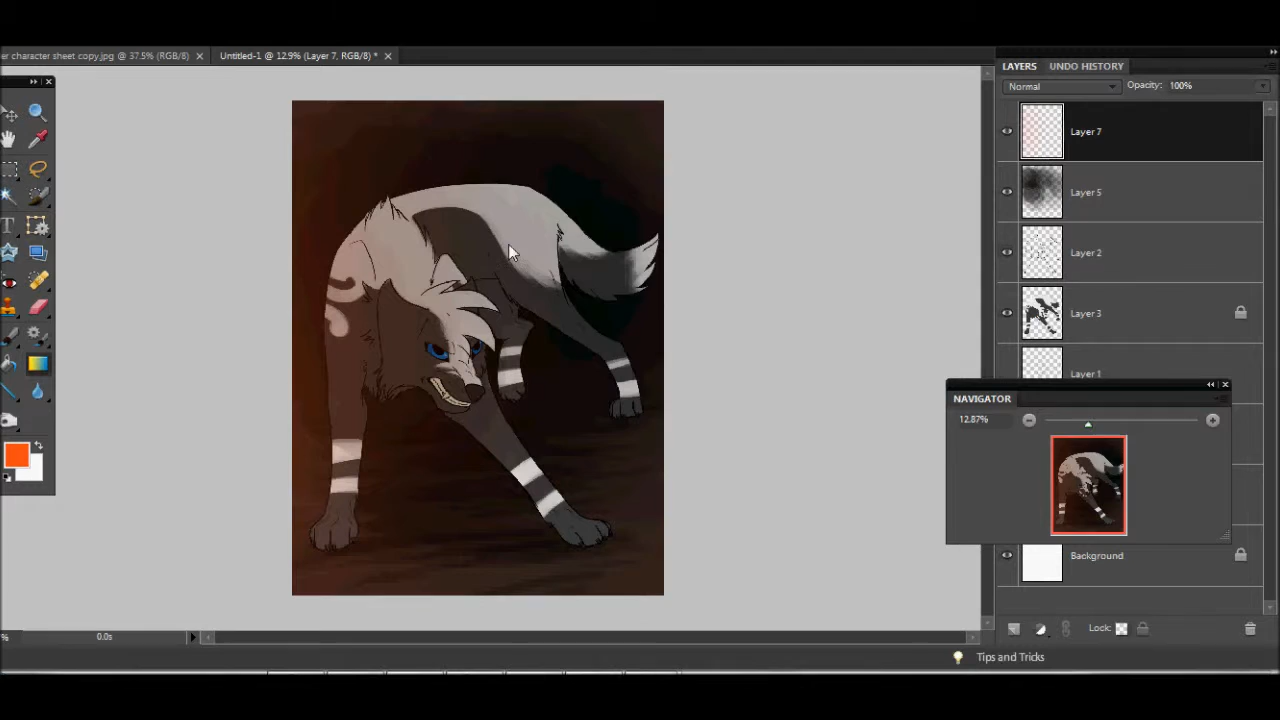 er character sheet copy.jpg @ 37.5% (RGB/8)
Untitled-1 @ 12.9% (Layer 7, RGB/8) *
LAYERS UNDO HISTORY
Normal Opacity: 100%
Layer 7
Layer 5
Layer 2
Layer 3
Layer 1
NAVIGATOR
12.87%
T
Background
Lock:
% 0.0s
Tips and Tricks